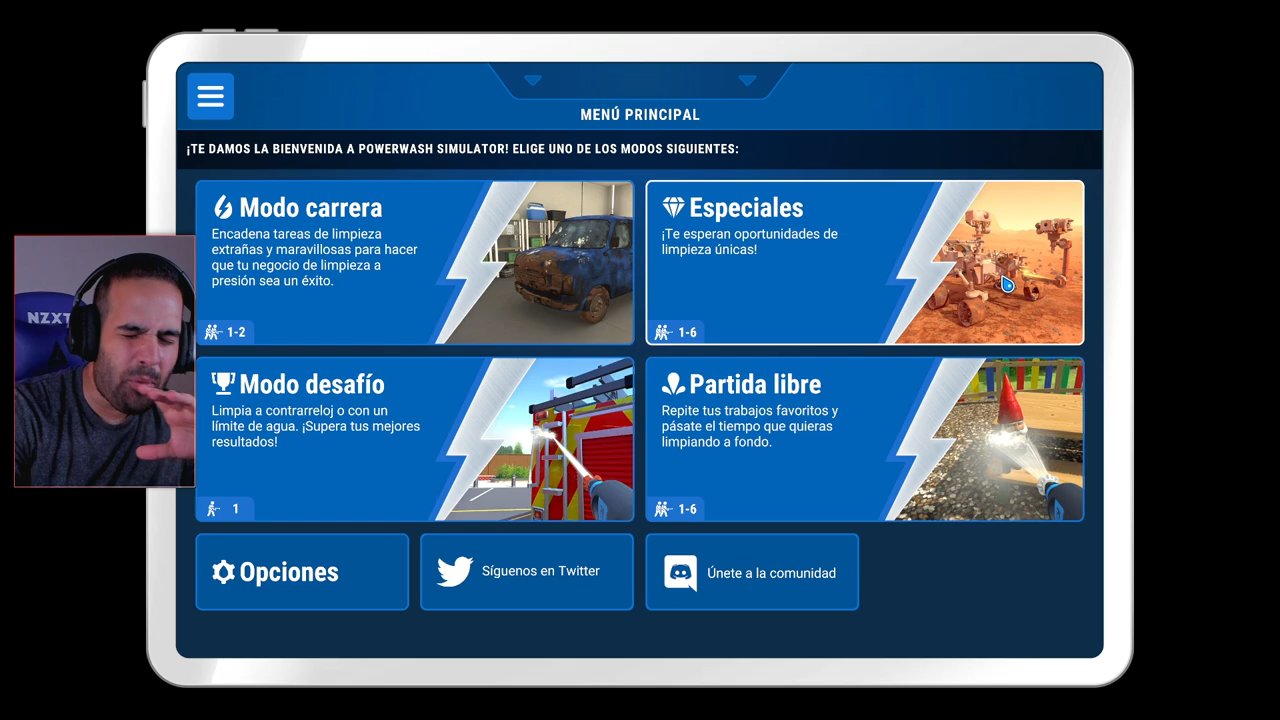 MENÚ PRINCIPAL
¡TE DAMOS LA BIENVENIDA A POWERWASH SIMULATOR! ELIGE UNO DE LOS MODOS SIGUIENTES:
Modo carrera
Encadena tareas de limpieza
extrañas y maravillosas para hacer
que tu negocio de limpieza a
presión sea un éxito.
1-2
Especiales
¡Te esperan oportunidades de
limpieza únicas!
1-6
NZXT
Modo desafío
Limpia a contrarreloj o con un
límite de agua. ¡Supera tus mejores
resultados!
1
Partida libre
Repite tus trabajos favoritos y
pásate el tiempo que quieras
limpiando a fondo.
1-6
Opciones
Síguenos en Twitter
Únete a la comunidad